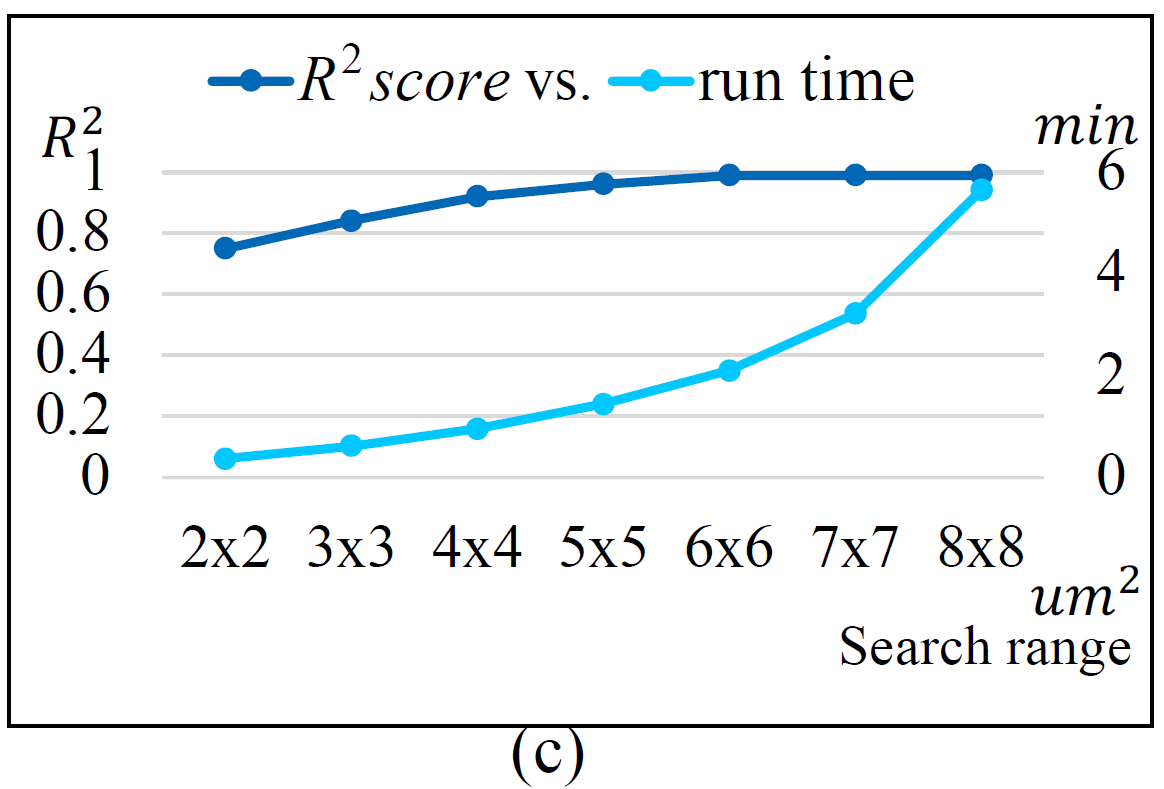 R² score vs. run time
R² min
1 6
0.8
0.6 4
0.4 2
0.2
0 0
2x2 3x3 4x4 5x5 6x6 7x7 8x8
um²
Search range
(c)